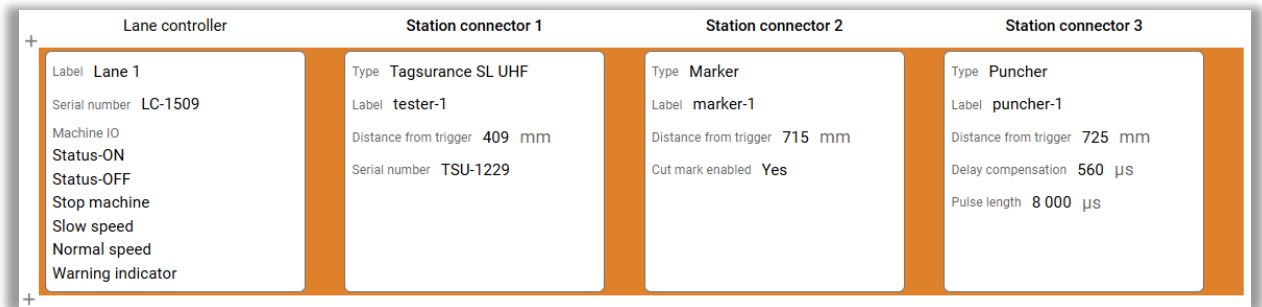 Lane controller
Station connector 1
Station connector 2
Station connector 3
Label Lane 1
Serial number LC-1509
Machine IO
Status-ON
Status-OFF
Stop machine
Slow speed
Normal speed
Warning indicator
Type Tagsurance SL UHF
Label tester-1
Distance from trigger 409 mm
Serial number TSU-1229
Type Marker
Label marker-1
Distance from trigger 715 mm
Cut mark enabled Yes
Type Puncher
Label puncher-1
Distance from trigger 725 mm
Delay compensation 560 µs
Pulse length 8 000 µs